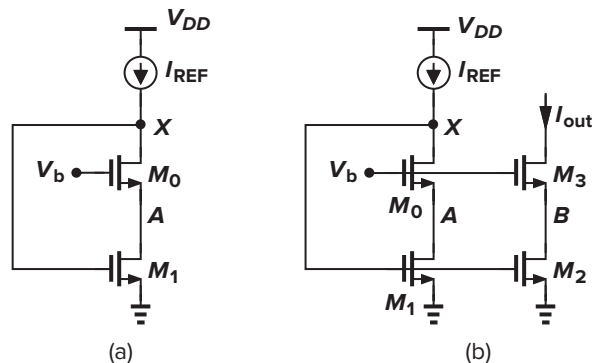 V_DD
I_REF
X
V_b
M_0
A
M_1
(a)
V_DD
I_REF
I_out
X
V_b
M_0
M_3
A
B
M_1
M_2
(b)